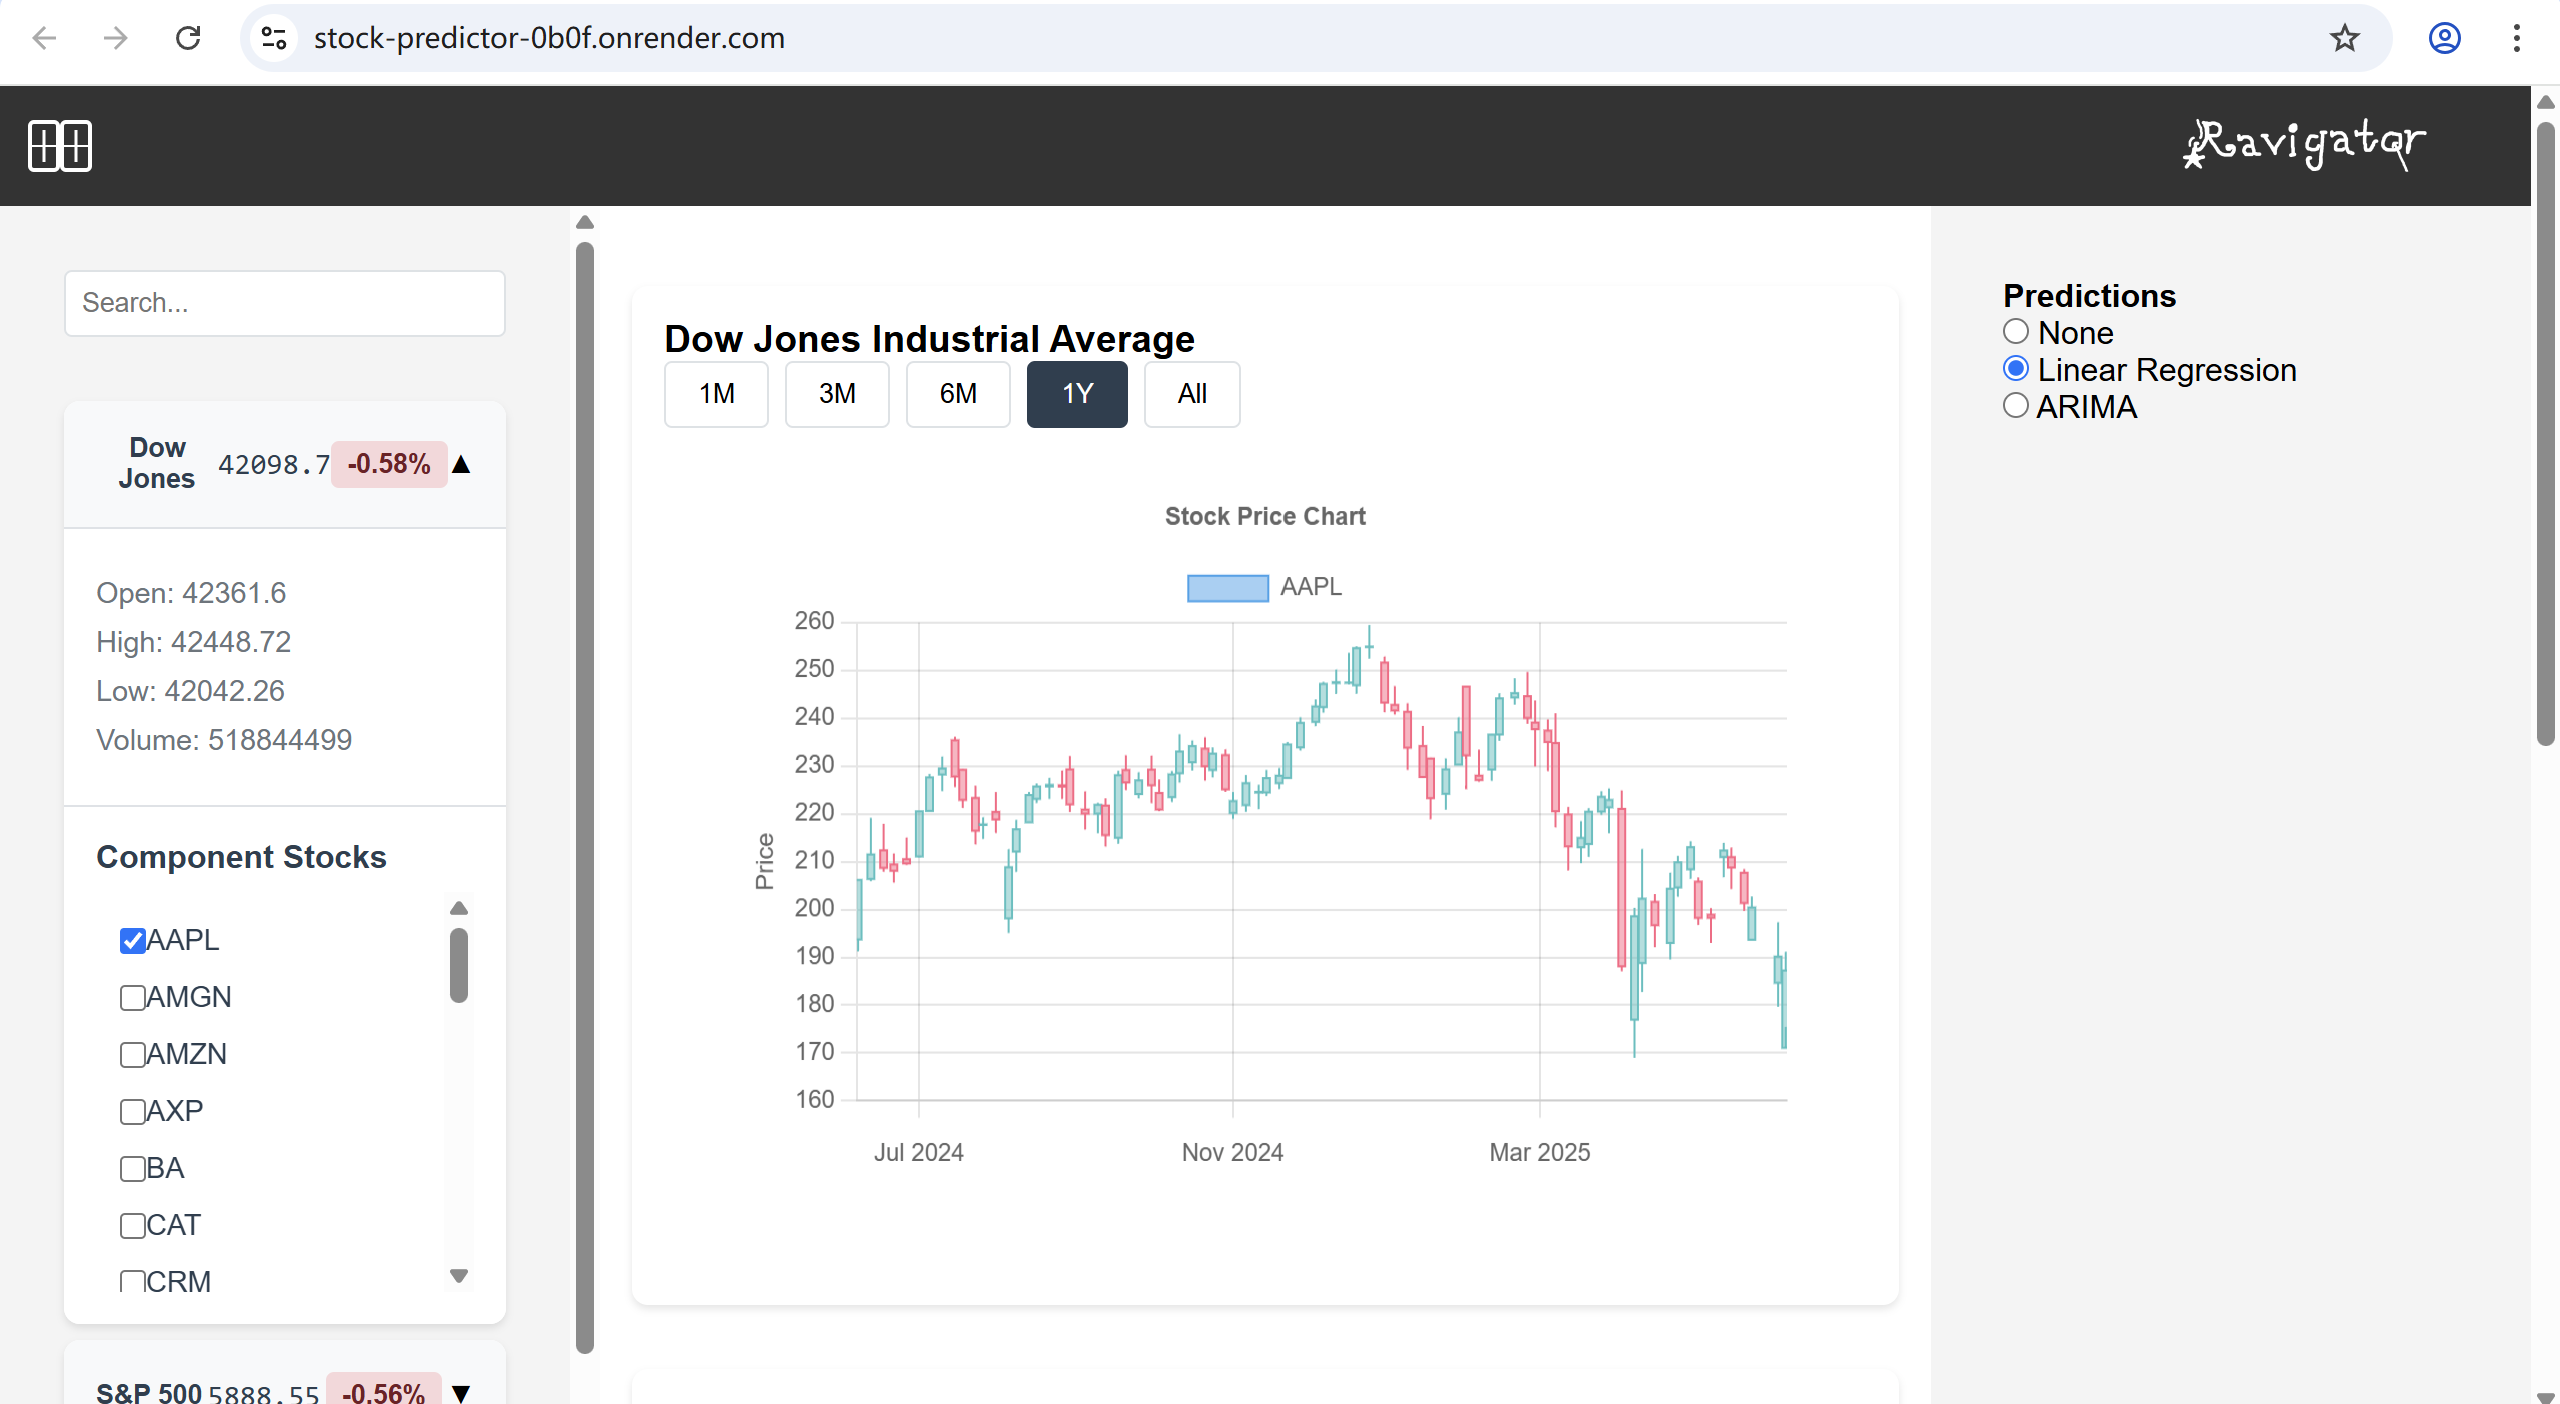 stock-predictor-0b0f.onrender.com
Ravigator
Search...
Dow Jones 42098.7 -0.58% ▲
Open: 42361.6
High: 42448.72
Low: 42042.26
Volume: 518844499
Component Stocks
AAPL
AMGN
AMZN
AXP
BA
CAT
CRM
S&P 500 5888.55 -0.56% ▼
Dow Jones Industrial Average
1M 3M 6M 1Y All
Stock Price Chart
AAPL
Price
260
250
240
230
220
210
200
190
180
170
160
Jul 2024 Nov 2024 Mar 2025
Predictions
None
Linear Regression
ARIMA